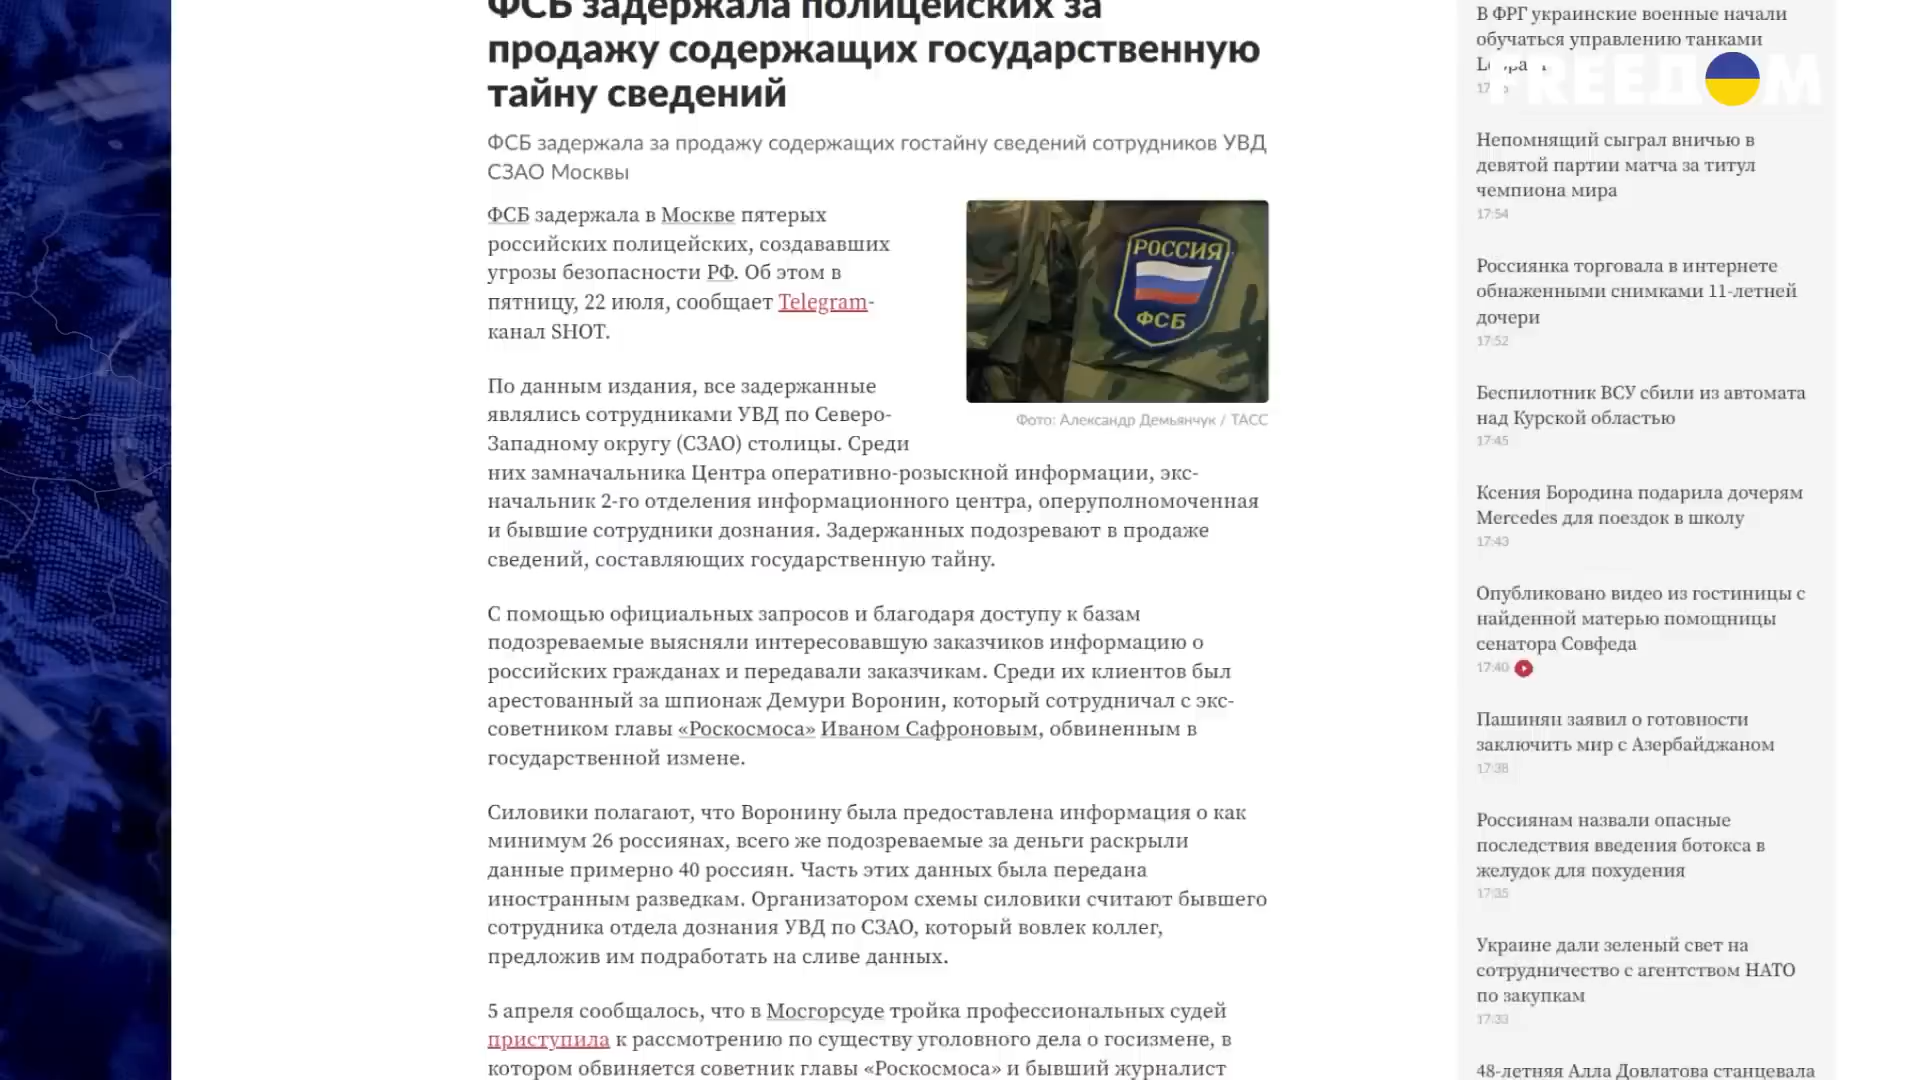 ФСБ задержала полицейских за
продажу содержащих государственную
тайну сведений
ФСБ задержала за продажу содержащих гостайну сведений сотрудников УВД
СЗАО Москвы
ФСБ задержала в Москве пятерых
российских полицейских, создававших
угрозы безопасности РФ. Об этом в
пятницу, 22 июля, сообщает Telegram-
канал SHOT.
РОССИЯ
ФСБ
Фото: Александр Демьянчук / ТАСС
По данным издания, все задержанные
являлись сотрудниками УВД по Северо-
Западному округу (СЗАО) столицы. Среди
них замначальника Центра оперативно-розыскной информации, экс-
начальник 2-го отделения информационного центра, оперуполномоченная
и бывшие сотрудники дознания. Задержанных подозревают в продаже
сведений, составляющих государственную тайну.
С помощью официальных запросов и благодаря доступу к базам
подозреваемые выясняли интересовавшую заказчиков информацию о
российских гражданах и передавали заказчикам. Среди их клиентов был
арестованный за шпионаж Демури Воронин, который сотрудничал с экс-
советником главы «Роскосмоса» Иваном Сафроновым, обвиненным в
государственной измене.
Силовики полагают, что Воронину была предоставлена информация о как
минимум 26 россиянах, всего же подозреваемые за деньги раскрыли
данные примерно 40 россиян. Часть этих данных была передана
иностранным разведкам. Организатором схемы силовики считают бывшего
сотрудника отдела дознания УВД по СЗАО, который вовлек коллег,
предложив им подработать на сливе данных.
5 апреля сообщалось, что в Мосгорсуде тройка профессиональных судей
приступила к рассмотрению по существу уголовного дела о госизмене, в
котором обвиняется советник главы «Роскосмоса» и бывший журналист
В ФРГ украинские военные начали
обучаться управлению танками
FREEДOM
Непомнящий сыграл вничью в
девятой партии матча за титул
чемпиона мира
17:54
Россиянка торговала в интернете
обнаженными снимками 11-летней
дочери
17:52
Беспилотник ВСУ сбили из автомата
над Курской областью
17:45
Ксения Бородина подарила дочерям
Mercedes для поездок в школу
17:43
Опубликовано видео из гостиницы с
найденной матерью помощницы
сенатора Совфеда
17:40
Пашинян заявил о готовности
заключить мир с Азербайджаном
17:38
Россиянам назвали опасные
последствия введения ботокса в
желудок для похудения
17:35
Украине дали зеленый свет на
сотрудничество с агентством НАТО
по закупкам
17:33
48-летняя Алла Довлатова станцевала